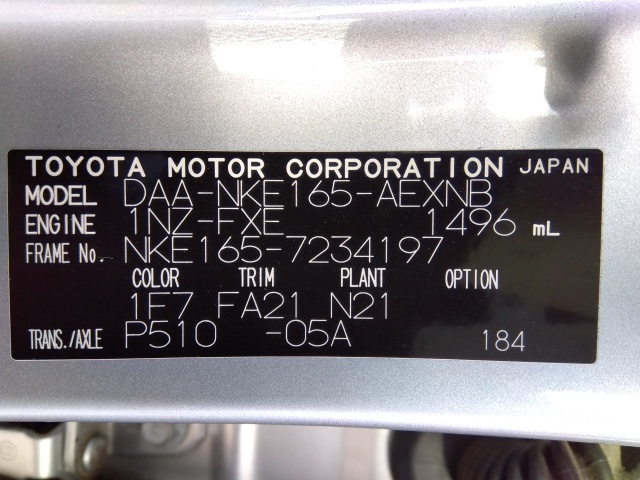 TOYOTA MOTOR CORPORATION JAPAN
MODEL DAA-NKE165-AEXNB
ENGINE 1NZ-FXE 1496 mL
FRAME No. NKE165-7234197
COLOR TRIM PLANT OPTION
1F7 FA21 N21
TRANS./AXLE P510 -05A 184